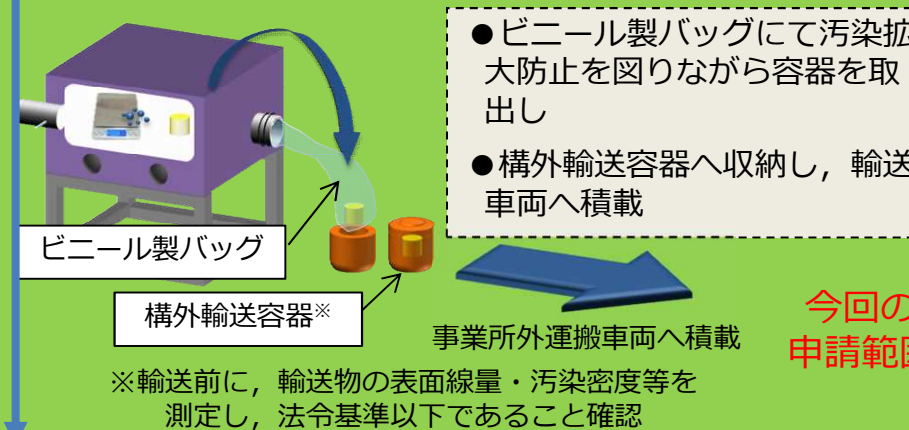 ●ビニール製バッグにて汚染拡
大防止を図りながら容器を取
出し
●構外輸送容器へ収納し，輸送
車両へ積載
ビニール製バッグ
構外輸送容器※
事業所外運搬車両へ積載
今回の
申請範囲
※輸送前に，輸送物の表面線量・汚染密度等を
測定し，法令基準以下であること確認